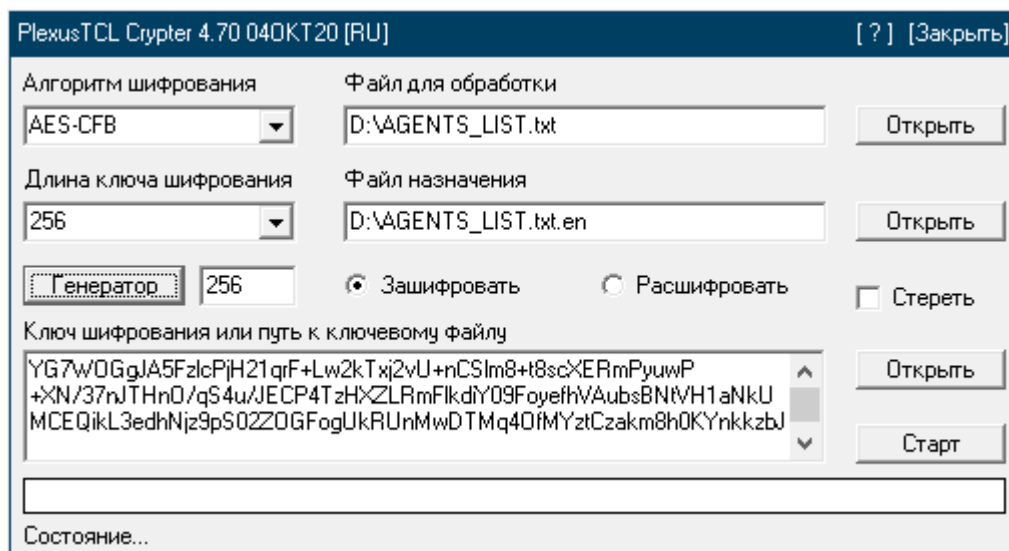 PlexusTCL Crypter 4.70 04OKT20 [RU] [ ? ] [Закрыть]
Алгоритм шифрования Файл для обработки
AES-CFB D:\AGENTS_LIST.txt Открыть
Длина ключа шифрования Файл назначения
256 D:\AGENTS_LIST.txt.en Открыть
Генератор 256 Зашифровать Расшифровать Стереть
Ключ шифрования или путь к ключевому файлу
YG7WOGgJA5FzlcPjH21qrF+Lw2kTxj2vU+nCSlm8+t8scXERmPyuwP
+XN/37nJTHnO/qS4u/JECP4TzHXZLRmFlkdiY09FoyefhVAubsBNtVH1aNkU
MCEQikL3edhNjz9pS02ZOGFogUkRUnMwDTMq4OfMYztCzakm8h0KYnkkzbJ
Открыть
Старт
Состояние...